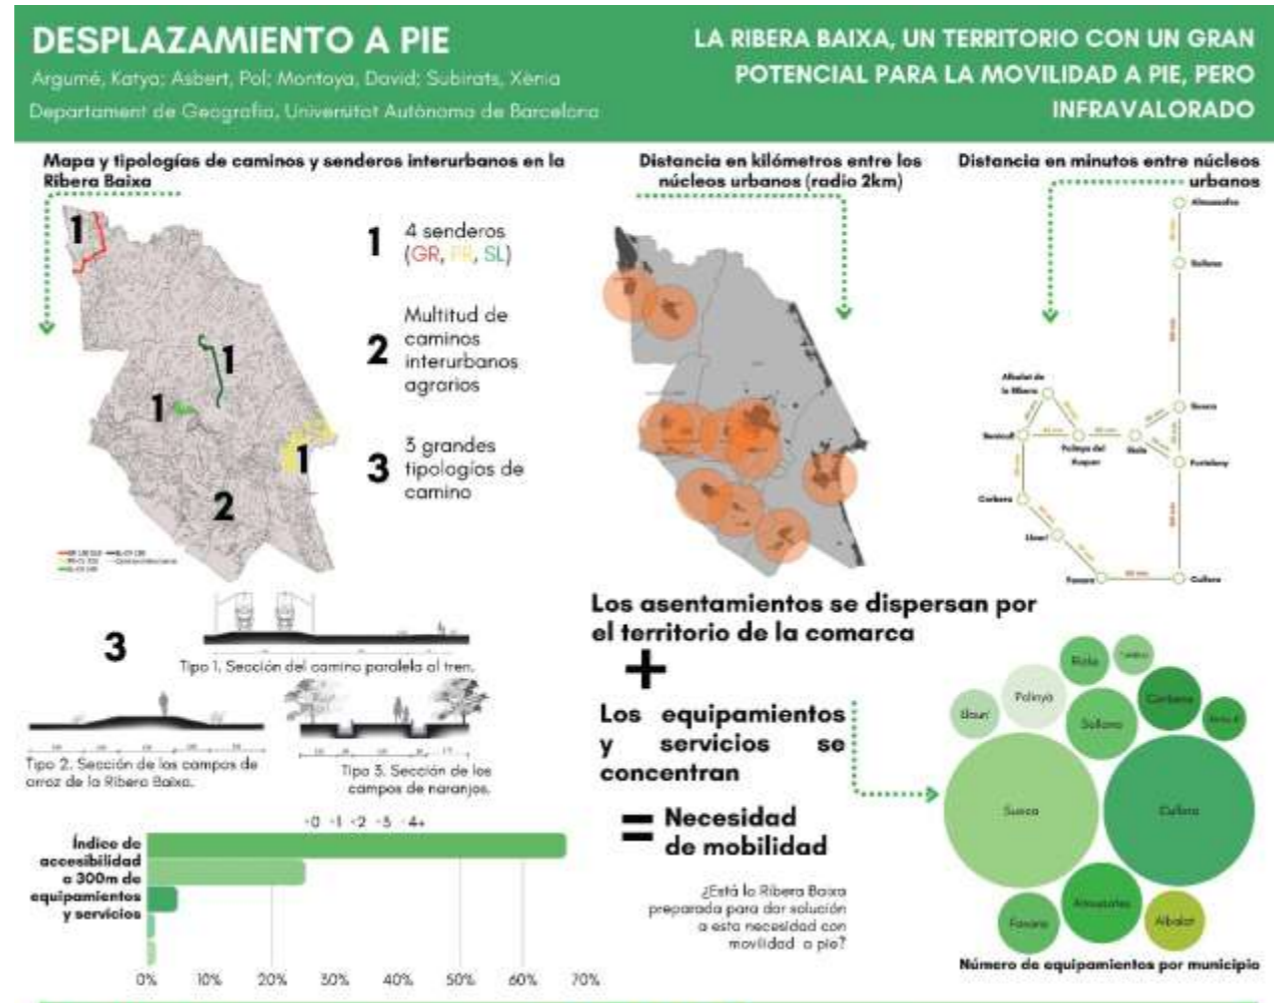 DESPLAZAMIENTO A PIE
Argumé, Katya; Asbert, Pol; Montoya, David; Subirats, Xènia
Departament de Geografia, Universitat Autònoma de Barcelona
LA RIBERA BAIXA, UN TERRITORIO CON UN GRAN
POTENCIAL PARA LA MOVILIDAD A PIE, PERO
INFRAVALORADO
Mapa y tipologías de caminos y senderos interurbanos en la
Ribera Baixa
1
1
1
1
2
1
4 senderos
(GR, PR, SL)
2
Multitud de
caminos
interurbanos
agrarios
3
3 grandes
tipologías de
camino
Distancia en kilómetros entre los
núcleos urbanos (radio 2km)
Distancia en minutos entre núcleos
urbanos
Almussafes
Sollana
Albalat de
la Ribera
Sueca
Polinya del
Riola
Fortaleny
Corbera
Llaurí
Favara
Cullera
3
Tipo 1. Sección del camino paralela al tren.
Tipo 2. Sección de los campos de
arroz de la Ribera Baixa.
Tipo 3. Sección de los
campos de naranjos.
Los asentamientos se dispersan por
el territorio de la comarca
+
Los equipamientos
y servicios se
concentran
=
Necesidad
de mobilidad
¿Está la Ribera Baixa
preparada para dar solución
a esta necesidad con
movilidad a pie?
Riola
Polinya
Llaurí
Sollana
Corbera
Sueca
Cullera
Favara
Almussafes
Albalat
Número de equipamientos por municipio
Índice de
accesibilidad
a 300m de
equipamientos
y servicios
0% 10% 20% 30% 40% 50% 60% 70%